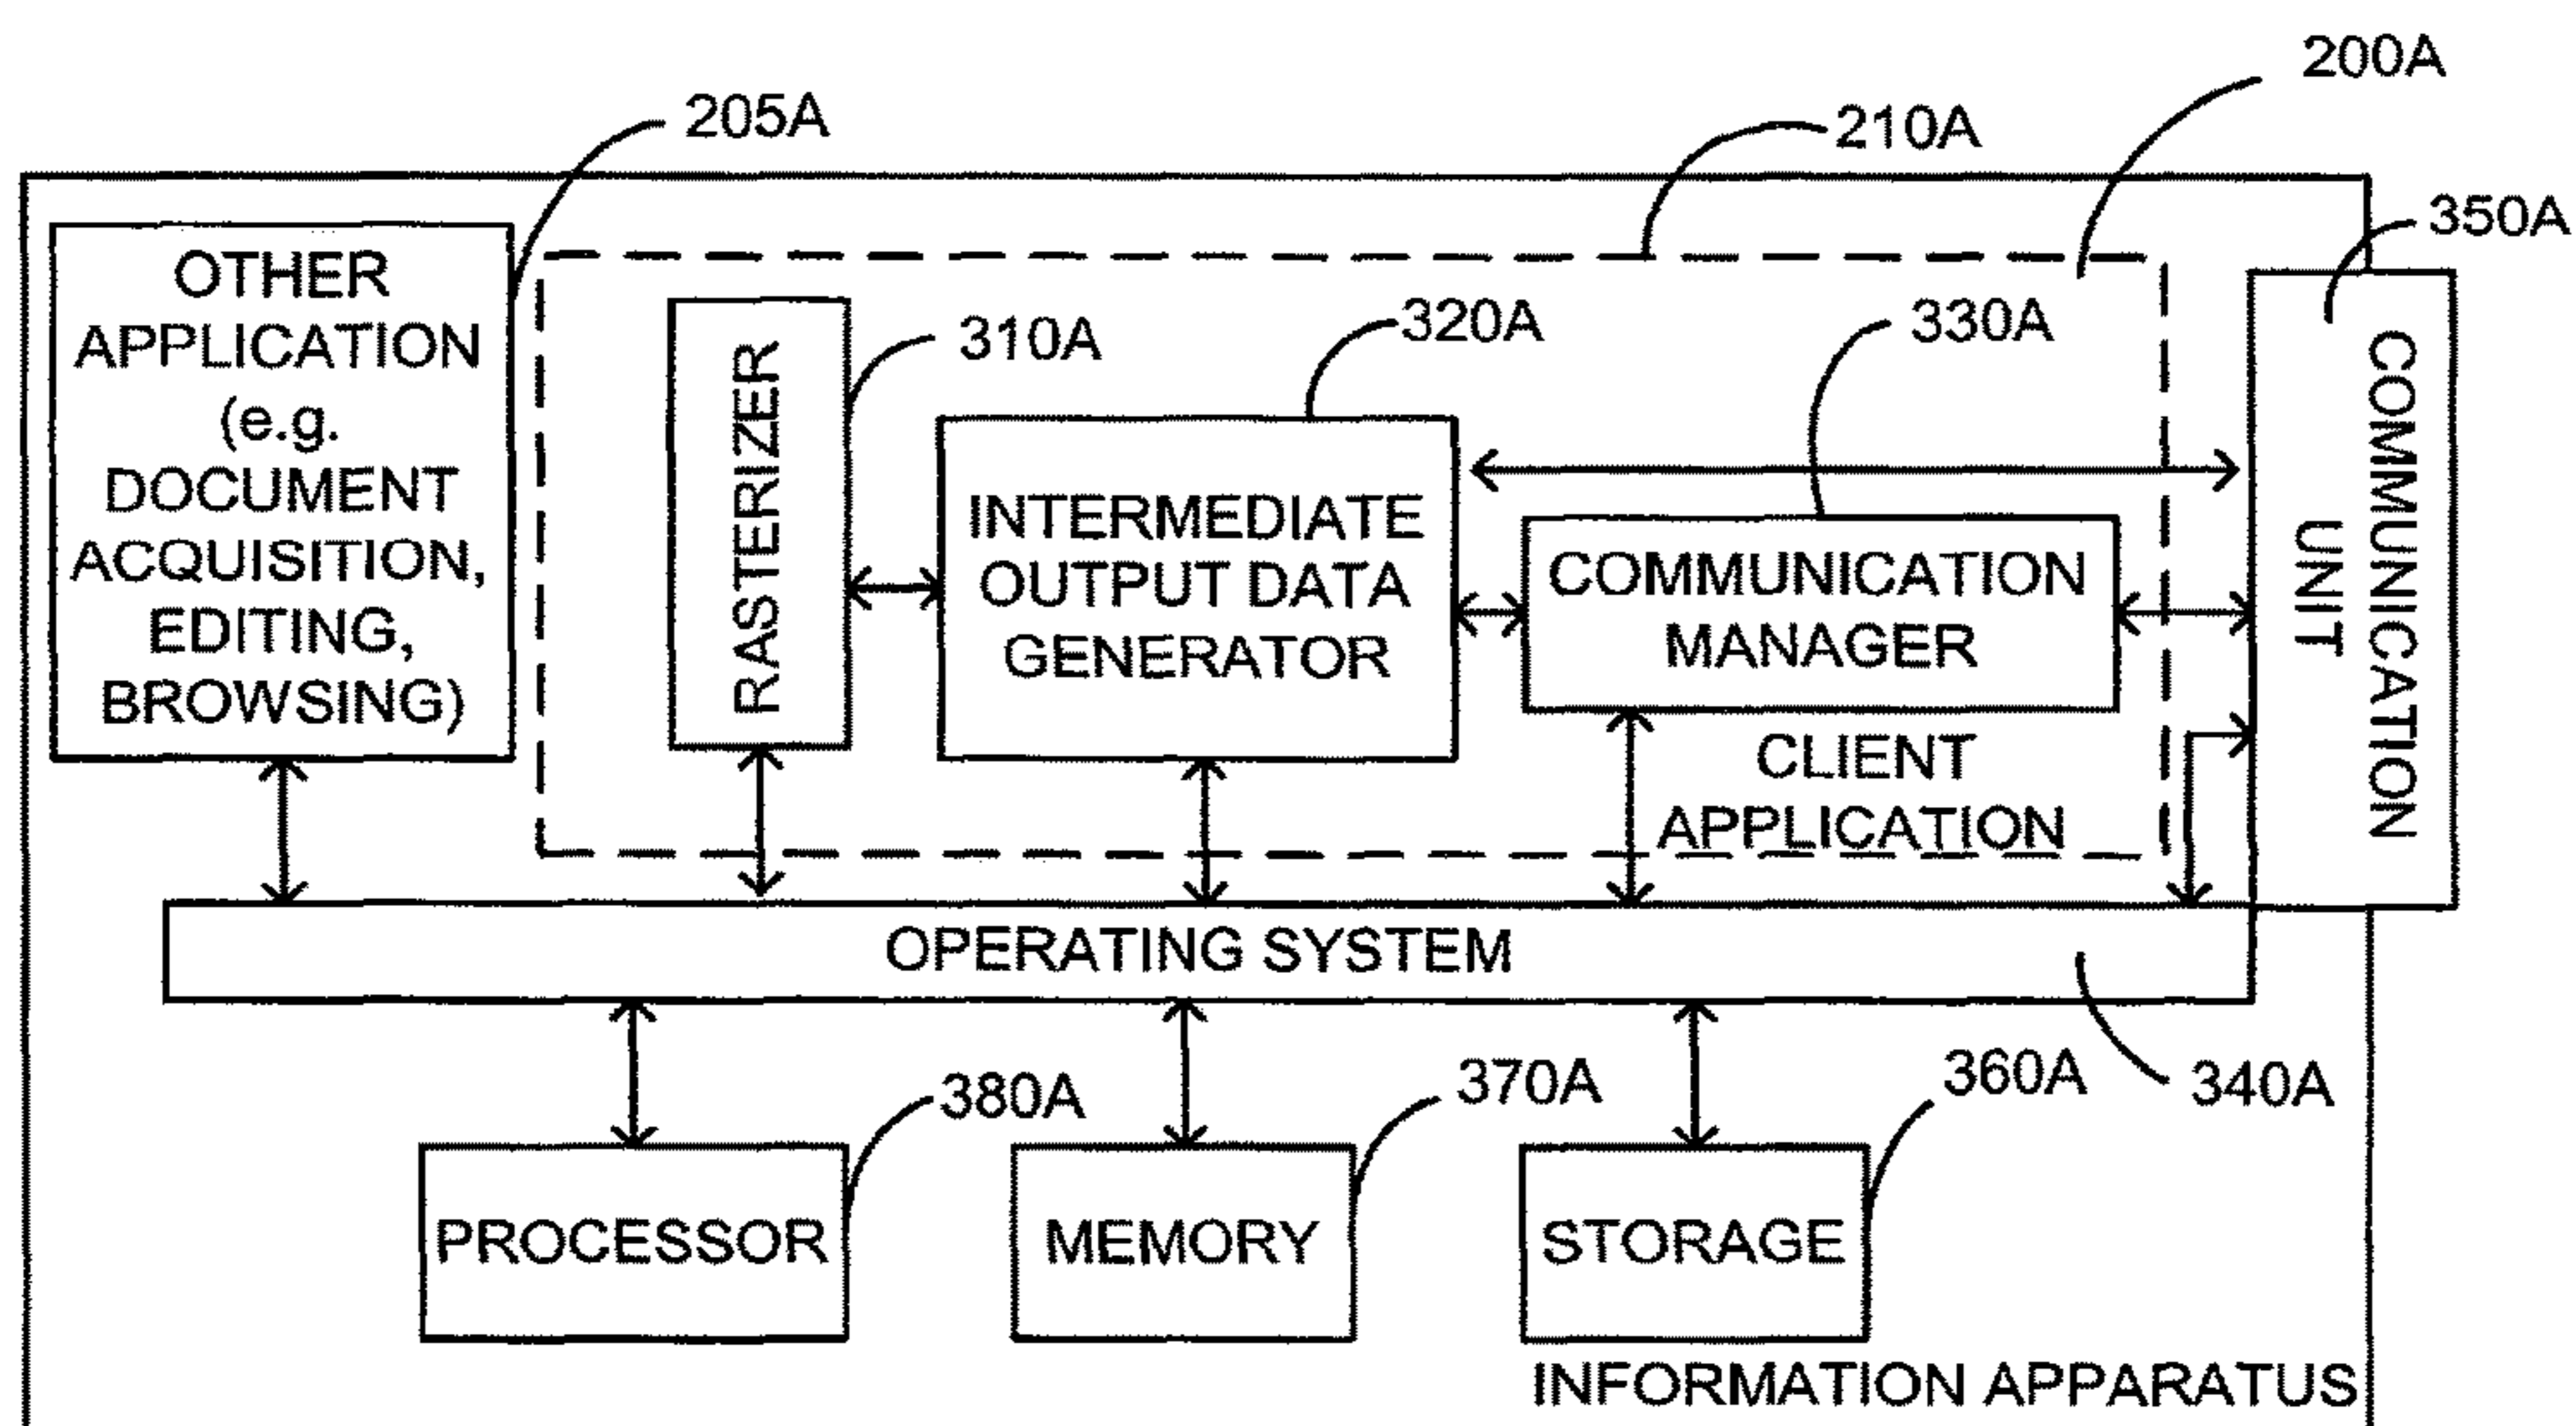 200A
205A
210A
350A
OTHER
APPLICATION
(e.g.
DOCUMENT
ACQUISITION,
EDITING,
BROWSING)
RASTERIZER
310A
320A
INTERMEDIATE
OUTPUT DATA
GENERATOR
330A
COMMUNICATION
MANAGER
CLIENT
APPLICATION
COMMUNICATION
UNIT
OPERATING SYSTEM
340A
380A
370A
360A
PROCESSOR
MEMORY
STORAGE
INFORMATION APPARATUS